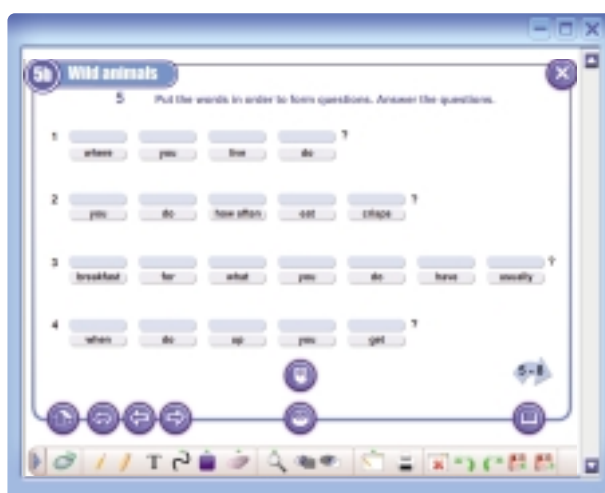 5b Wild animals
5 Put the words in order to form questions. Answer the questions.
1 ?
where you live do
2 ?
you do how often eat crisps
3 ?
breakfast for what you do have usually
4 ?
when do up you get
5-8
T